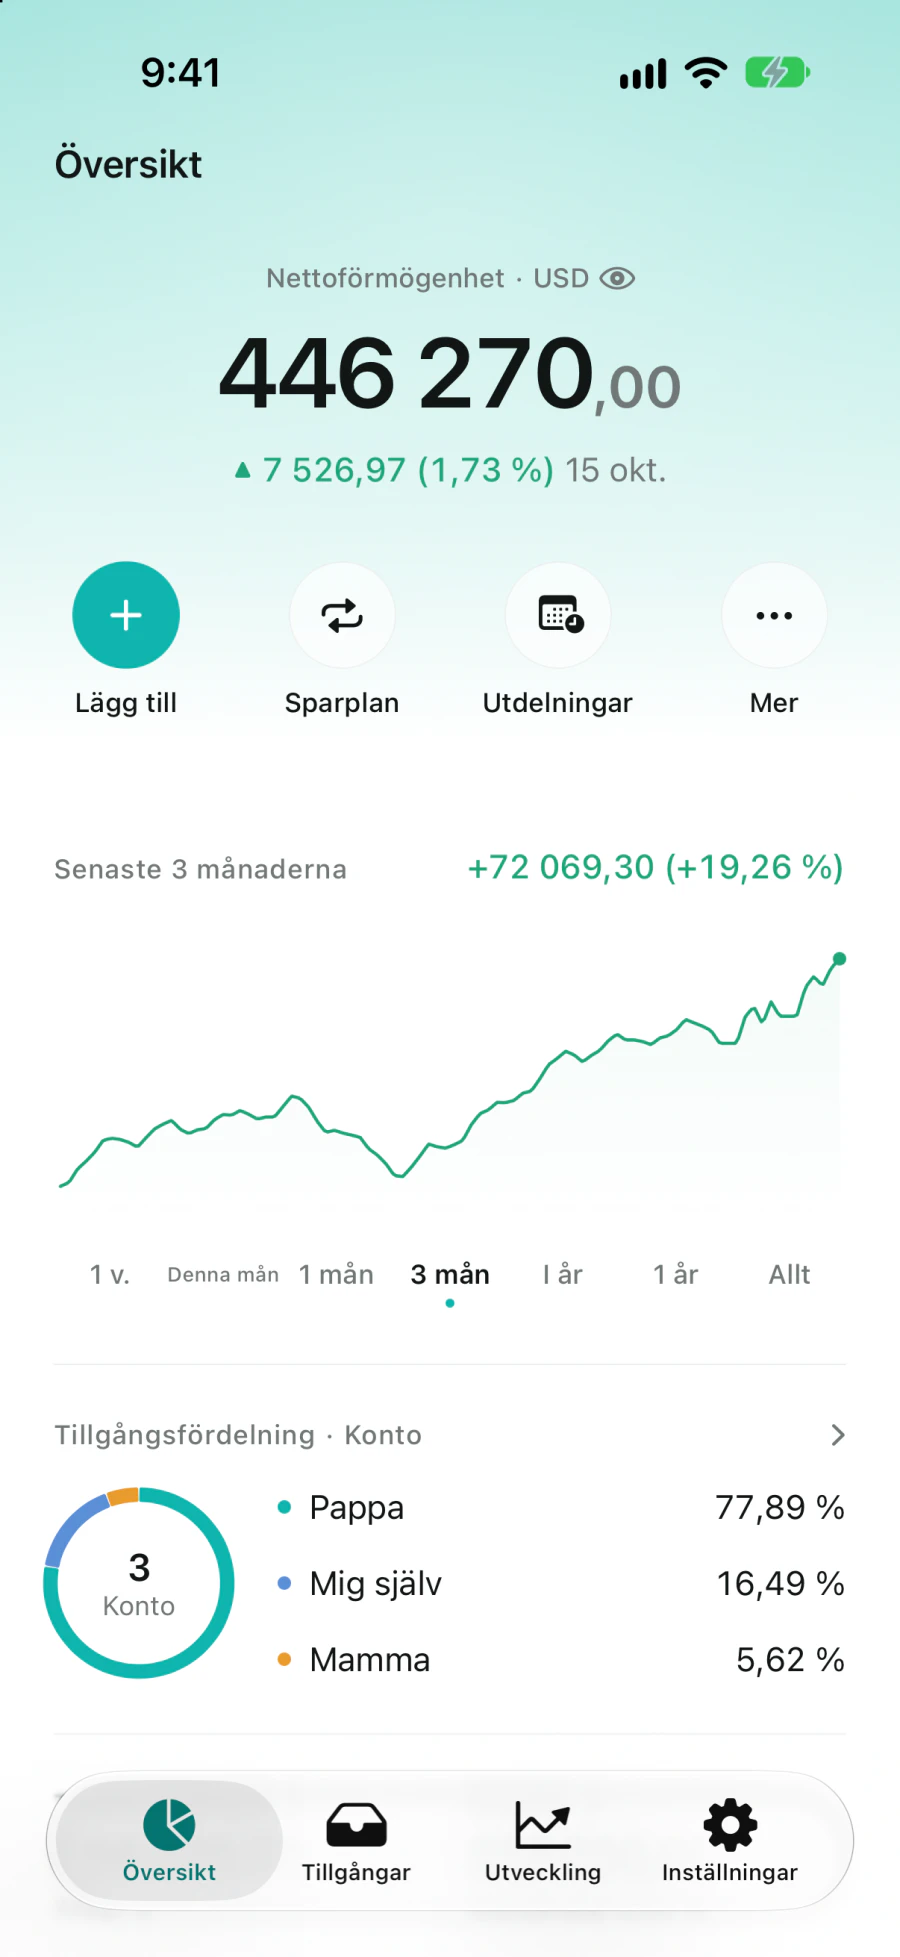 9:41
Översikt
Nettoförmögenhet · USD
446 270,00
▲ 7 526,97 (1,73 %) 15 okt.
Lägg till Sparplan Utdelningar Mer
Senaste 3 månaderna +72 069,30 (+19,26 %)
1 v. Denna mån 1 mån 3 mån I år 1 år Allt
Tillgångsfördelning · Konto
3
Konto
Pappa 77,89 %
Mig själv 16,49 %
Mamma 5,62 %
Översikt Tillgångar Utveckling Inställningar